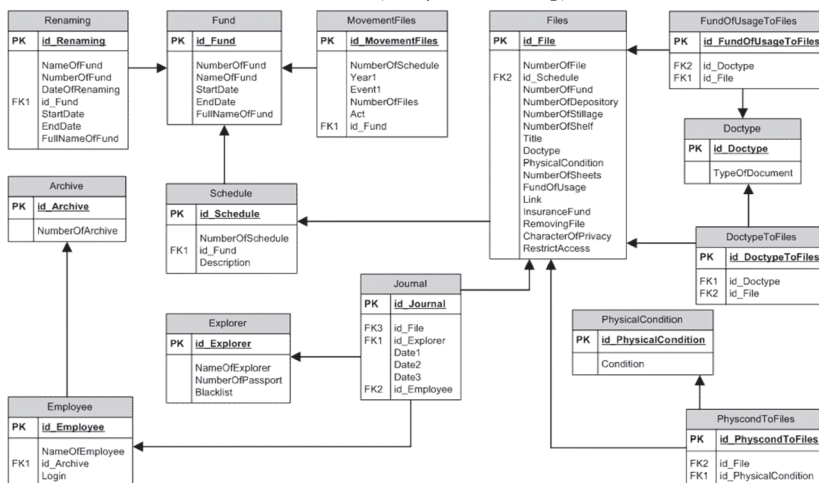 Renaming
PK id_Renaming
NameOfFund
NumberOfFund
DateOfRenaming
FK1 id_Fund
StartDate
EndDate
FullNameOfFund
Fund
PK id_Fund
NumberOfFund
NameOfFund
StartDate
EndDate
FullNameOfFund
MovementFiles
PK id_MovementFiles
NumberOfSchedule
Year1
Event1
NumberOfFiles
Act
FK1 id_Fund
Files
PK id_File
NumberOfFile
FK2 id_Schedule
NumberOfFund
NumberOfDepository
NumberOfStillage
NumberOfShelf
Title
Doctype
PhysicalCondition
NumberOfSheets
FundOfUsage
Link
InsuranceFund
RemovingFile
CharacterOfPrivacy
RestrictAccess
FundOfUsageToFiles
PK id_FundOfUsageToFiles
FK2 id_Doctype
FK1 id_File
Doctype
PK id_Doctype
TypeOfDocument
Archive
PK id_Archive
NumberOfArchive
Schedule
PK id_Schedule
NumberOfSchedule
FK1 id_Fund
Description
DoctypeToFiles
PK id_DoctypeToFiles
FK1 id_Doctype
FK2 id_File
Journal
PK id_Journal
FK3 id_File
FK1 id_Explorer
Date1
Date2
Date3
FK2 id_Employee
Explorer
PK id_Explorer
NameOfExplorer
NumberOfPassport
Blacklist
PhysicalCondition
PK id_PhysicalCondition
Condition
Employee
PK id_Employee
NameOfEmployee
FK1 id_Archive
Login
PhyscondToFiles
PK id_PhyscondToFiles
FK2 id_File
FK1 id_PhysicalCondition